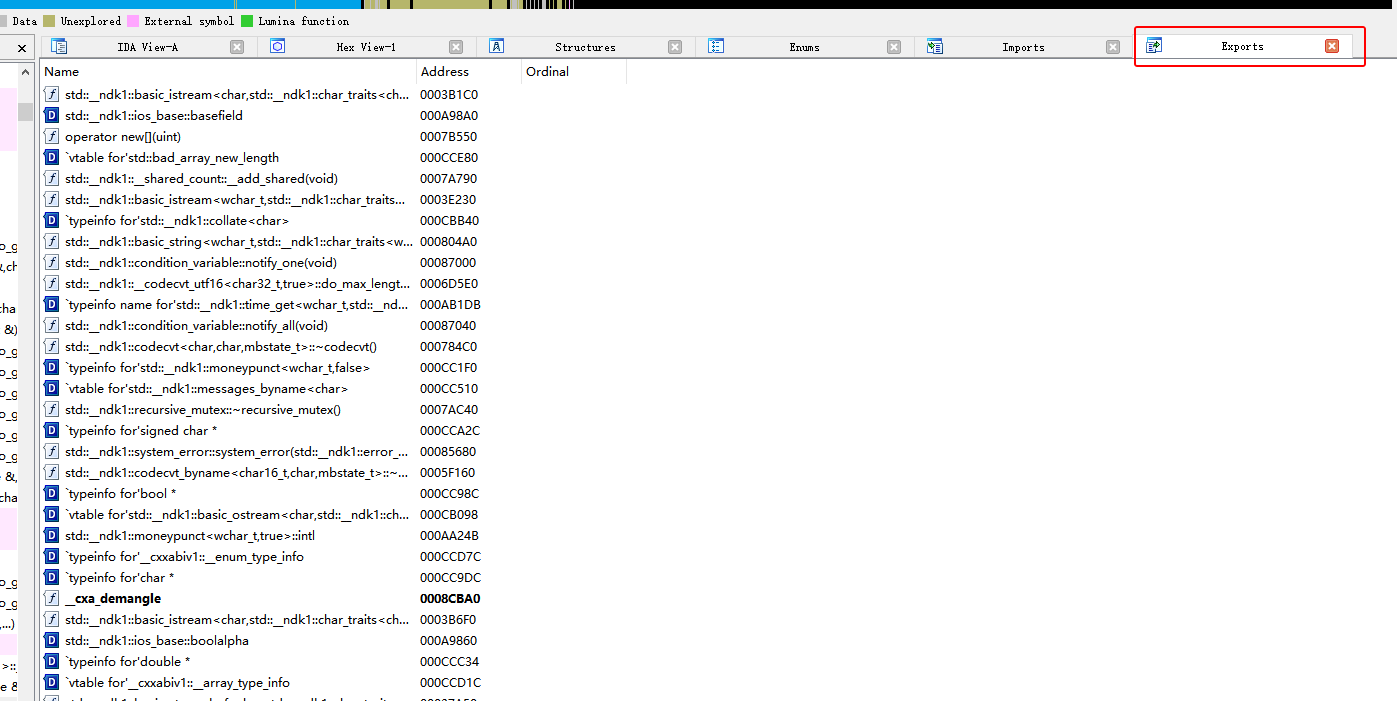 Data Unexplored External symbol Lumina function
IDA View-A Hex View-1 Structures Enums Imports Exports
Name Address Ordinal
std::__ndk1::basic_istream<char,std::__ndk1::char_traits<ch... 0003B1C0
std::__ndk1::ios_base::basefield 000A98A0
operator new[](uint) 0007B550
`vtable for'std::bad_array_new_length 000CCE80
std::__ndk1::__shared_count::__add_shared(void) 0007A790
std::__ndk1::basic_istream<wchar_t,std::__ndk1::char_traits... 0003E230
`typeinfo for'std::__ndk1::collate<char> 000CBB40
std::__ndk1::basic_string<wchar_t,std::__ndk1::char_traits<w... 000804A0
std::__ndk1::condition_variable::notify_one(void) 00087000
std::__ndk1::__codecvt_utf16<char32_t,true>::do_max_lengt... 0006D5E0
`typeinfo name for'std::__ndk1::time_get<wchar_t,std::__nd... 000AB1DB
std::__ndk1::condition_variable::notify_all(void) 00087040
std::__ndk1::codecvt<char,char,mbstate_t>::~codecvt() 000784C0
`typeinfo for'std::__ndk1::moneypunct<wchar_t,false> 000CC1F0
`vtable for'std::__ndk1::messages_byname<char> 000CC510
std::__ndk1::recursive_mutex::~recursive_mutex() 0007AC40
`typeinfo for'signed char * 000CCA2C
std::__ndk1::system_error::system_error(std::__ndk1::error_... 00085680
std::__ndk1::codecvt_byname<char16_t,char,mbstate_t>::~... 0005F160
`typeinfo for'bool * 000CC98C
`vtable for'std::__ndk1::basic_ostream<char,std::__ndk1::ch... 000CB098
std::__ndk1::moneypunct<wchar_t,true>::intl 000AA24B
`typeinfo for'__cxxabiv1::__enum_type_info 000CCD7C
`typeinfo for'char * 000CC9DC
__cxa_demangle 0008CBA0
std::__ndk1::basic_istream<char,std::__ndk1::char_traits<ch... 0003B6F0
std::__ndk1::ios_base::boolalpha 000A9860
`typeinfo for'double * 000CCC34
`vtable for'__cxxabiv1::__array_type_info 000CCD1C